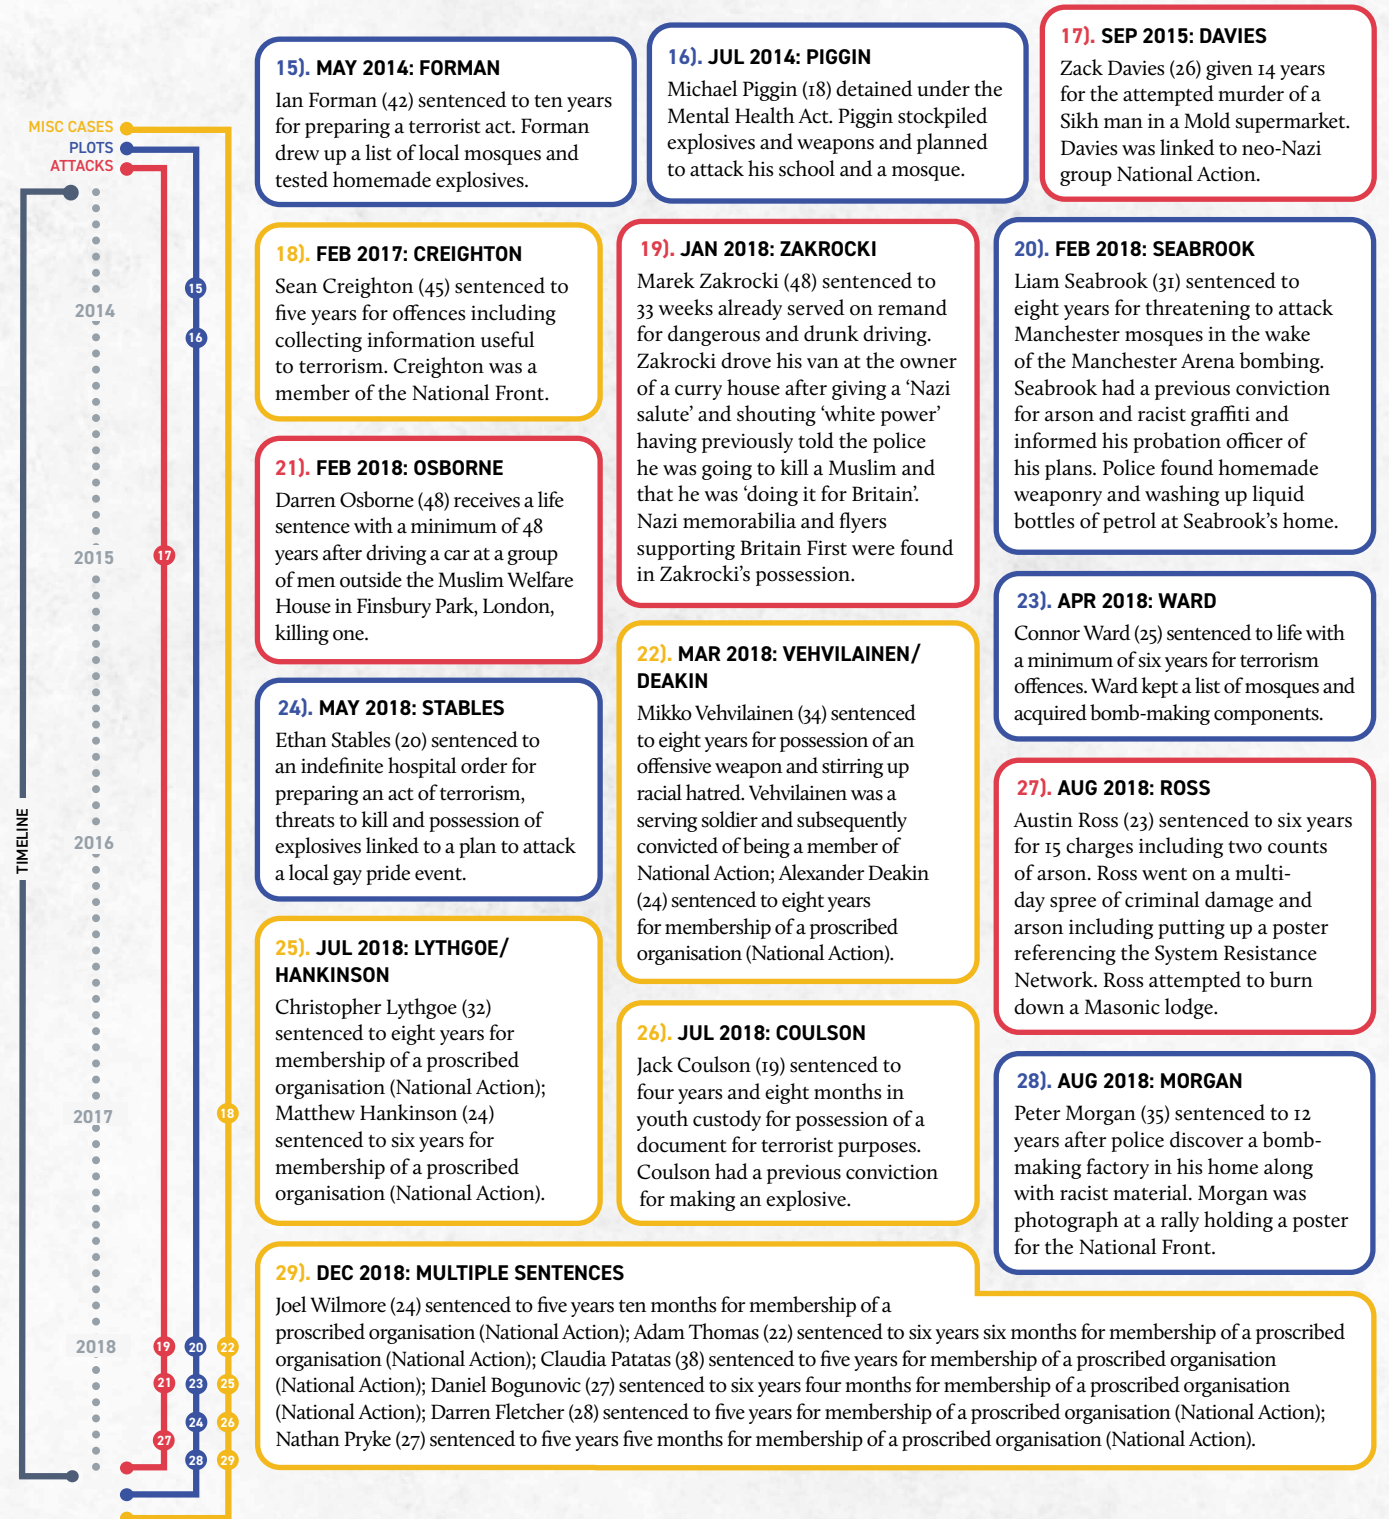 MISC CASES
PLOTS
ATTACKS
TIMELINE
2014
2015
2016
2017
2018
15
16
17
18
19
20
22
21
23
25
24
26
27
28
29
15). MAY 2014: FORMAN
Ian Forman (42) sentenced to ten years
for preparing a terrorist act. Forman
drew up a list of local mosques and
tested homemade explosives.
16). JUL 2014: PIGGIN
Michael Piggin (18) detained under the
Mental Health Act. Piggin stockpiled
explosives and weapons and planned
to attack his school and a mosque.
17). SEP 2015: DAVIES
Zack Davies (26) given 14 years
for the attempted murder of a
Sikh man in a Mold supermarket.
Davies was linked to neo-Nazi
group National Action.
18). FEB 2017: CREIGHTON
Sean Creighton (45) sentenced to
five years for offences including
collecting information useful
to terrorism. Creighton was a
member of the National Front.
19). JAN 2018: ZAKROCKI
Marek Zakrocki (48) sentenced to
33 weeks already served on remand
for dangerous and drunk driving.
Zakrocki drove his van at the owner
of a curry house after giving a ‘Nazi
salute’ and shouting ‘white power’
having previously told the police
he was going to kill a Muslim and
that he was ‘doing it for Britain’.
Nazi memorabilia and flyers
supporting Britain First were found
in Zakrocki’s possession.
20). FEB 2018: SEABROOK
Liam Seabrook (31) sentenced to
eight years for threatening to attack
Manchester mosques in the wake
of the Manchester Arena bombing.
Seabrook had a previous conviction
for arson and racist graffiti and
informed his probation officer of
his plans. Police found homemade
weaponry and washing up liquid
bottles of petrol at Seabrook’s home.
21). FEB 2018: OSBORNE
Darren Osborne (48) receives a life
sentence with a minimum of 48
years after driving a car at a group
of men outside the Muslim Welfare
House in Finsbury Park, London,
killing one.
22). MAR 2018: VEHVILAINEN/
DEAKIN
Mikko Vehvilainen (34) sentenced
to eight years for possession of an
offensive weapon and stirring up
racial hatred. Vehvilainen was a
serving soldier and subsequently
convicted of being a member of
National Action; Alexander Deakin
(24) sentenced to eight years
for membership of a proscribed
organisation (National Action).
23). APR 2018: WARD
Connor Ward (25) sentenced to life with
a minimum of six years for terrorism
offences. Ward kept a list of mosques and
acquired bomb-making components.
24). MAY 2018: STABLES
Ethan Stables (20) sentenced to
an indefinite hospital order for
preparing an act of terrorism,
threats to kill and possession of
explosives linked to a plan to attack
a local gay pride event.
25). JUL 2018: LYTHGOE/
HANKINSON
Christopher Lythgoe (32)
sentenced to eight years for
membership of a proscribed
organisation (National Action);
Matthew Hankinson (24)
sentenced to six years for
membership of a proscribed
organisation (National Action).
26). JUL 2018: COULSON
Jack Coulson (19) sentenced to
four years and eight months in
youth custody for possession of a
document for terrorist purposes.
Coulson had a previous conviction
for making an explosive.
27). AUG 2018: ROSS
Austin Ross (23) sentenced to six years
for 15 charges including two counts
of arson. Ross went on a multi-
day spree of criminal damage and
arson including putting up a poster
referencing the System Resistance
Network. Ross attempted to burn
down a Masonic lodge.
28). AUG 2018: MORGAN
Peter Morgan (35) sentenced to 12
years after police discover a bomb-
making factory in his home along
with racist material. Morgan was
photograph at a rally holding a poster
for the National Front.
29). DEC 2018: MULTIPLE SENTENCES
Joel Wilmore (24) sentenced to five years ten months for membership of a
proscribed organisation (National Action); Adam Thomas (22) sentenced to six years six months for membership of a proscribed
organisation (National Action); Claudia Patatas (38) sentenced to five years for membership of a proscribed organisation
(National Action); Daniel Bogunovic (27) sentenced to six years four months for membership of a proscribed organisation
(National Action); Darren Fletcher (28) sentenced to five years for membership of a proscribed organisation (National Action);
Nathan Pryke (27) sentenced to five years five months for membership of a proscribed organisation (National Action).